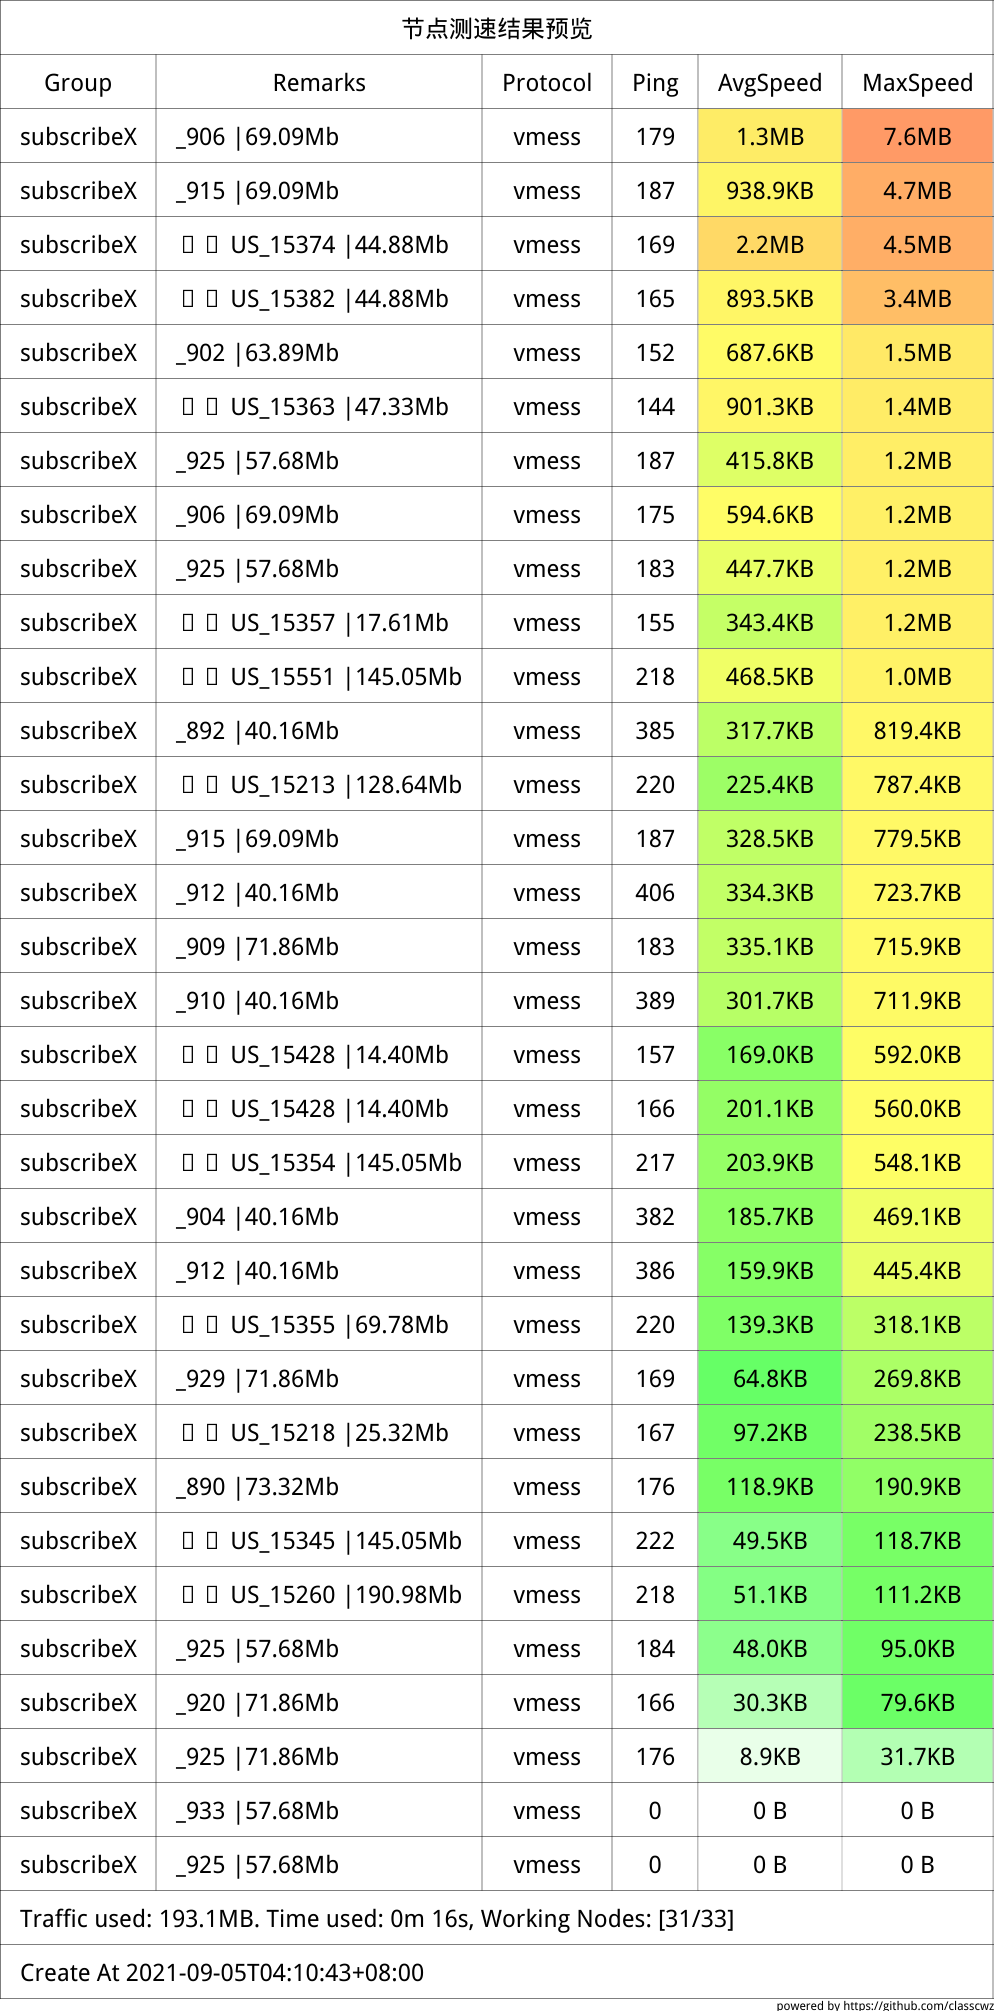 节点测速结果预览
Group Remarks Protocol Ping AvgSpeed MaxSpeed
subscribeX _906 |69.09Mb vmess 179 1.3MB 7.6MB
subscribeX _915 |69.09Mb vmess 187 938.9KB 4.7MB
subscribeX US_15374 |44.88Mb vmess 169 2.2MB 4.5MB
subscribeX US_15382 |44.88Mb vmess 165 893.5KB 3.4MB
subscribeX _902 |63.89Mb vmess 152 687.6KB 1.5MB
subscribeX US_15363 |47.33Mb vmess 144 901.3KB 1.4MB
subscribeX _925 |57.68Mb vmess 187 415.8KB 1.2MB
subscribeX _906 |69.09Mb vmess 175 594.6KB 1.2MB
subscribeX _925 |57.68Mb vmess 183 447.7KB 1.2MB
subscribeX US_15357 |17.61Mb vmess 155 343.4KB 1.2MB
subscribeX US_15551 |145.05Mb vmess 218 468.5KB 1.0MB
subscribeX _892 |40.16Mb vmess 385 317.7KB 819.4KB
subscribeX US_15213 |128.64Mb vmess 220 225.4KB 787.4KB
subscribeX _915 |69.09Mb vmess 187 328.5KB 779.5KB
subscribeX _912 |40.16Mb vmess 406 334.3KB 723.7KB
subscribeX _909 |71.86Mb vmess 183 335.1KB 715.9KB
subscribeX _910 |40.16Mb vmess 389 301.7KB 711.9KB
subscribeX US_15428 |14.40Mb vmess 157 169.0KB 592.0KB
subscribeX US_15428 |14.40Mb vmess 166 201.1KB 560.0KB
subscribeX US_15354 |145.05Mb vmess 217 203.9KB 548.1KB
subscribeX _904 |40.16Mb vmess 382 185.7KB 469.1KB
subscribeX _912 |40.16Mb vmess 386 159.9KB 445.4KB
subscribeX US_15355 |69.78Mb vmess 220 139.3KB 318.1KB
subscribeX _929 |71.86Mb vmess 169 64.8KB 269.8KB
subscribeX US_15218 |25.32Mb vmess 167 97.2KB 238.5KB
subscribeX _890 |73.32Mb vmess 176 118.9KB 190.9KB
subscribeX US_15345 |145.05Mb vmess 222 49.5KB 118.7KB
subscribeX US_15260 |190.98Mb vmess 218 51.1KB 111.2KB
subscribeX _925 |57.68Mb vmess 184 48.0KB 95.0KB
subscribeX _920 |71.86Mb vmess 166 30.3KB 79.6KB
subscribeX _925 |71.86Mb vmess 176 8.9KB 31.7KB
subscribeX _933 |57.68Mb vmess 0 0 B 0 B
subscribeX _925 |57.68Mb vmess 0 0 B 0 B
Traffic used: 193.1MB. Time used: 0m 16s, Working Nodes: [31/33]
Create At 2021-09-05T04:10:43+08:00
powered by https://github.com/classcwz